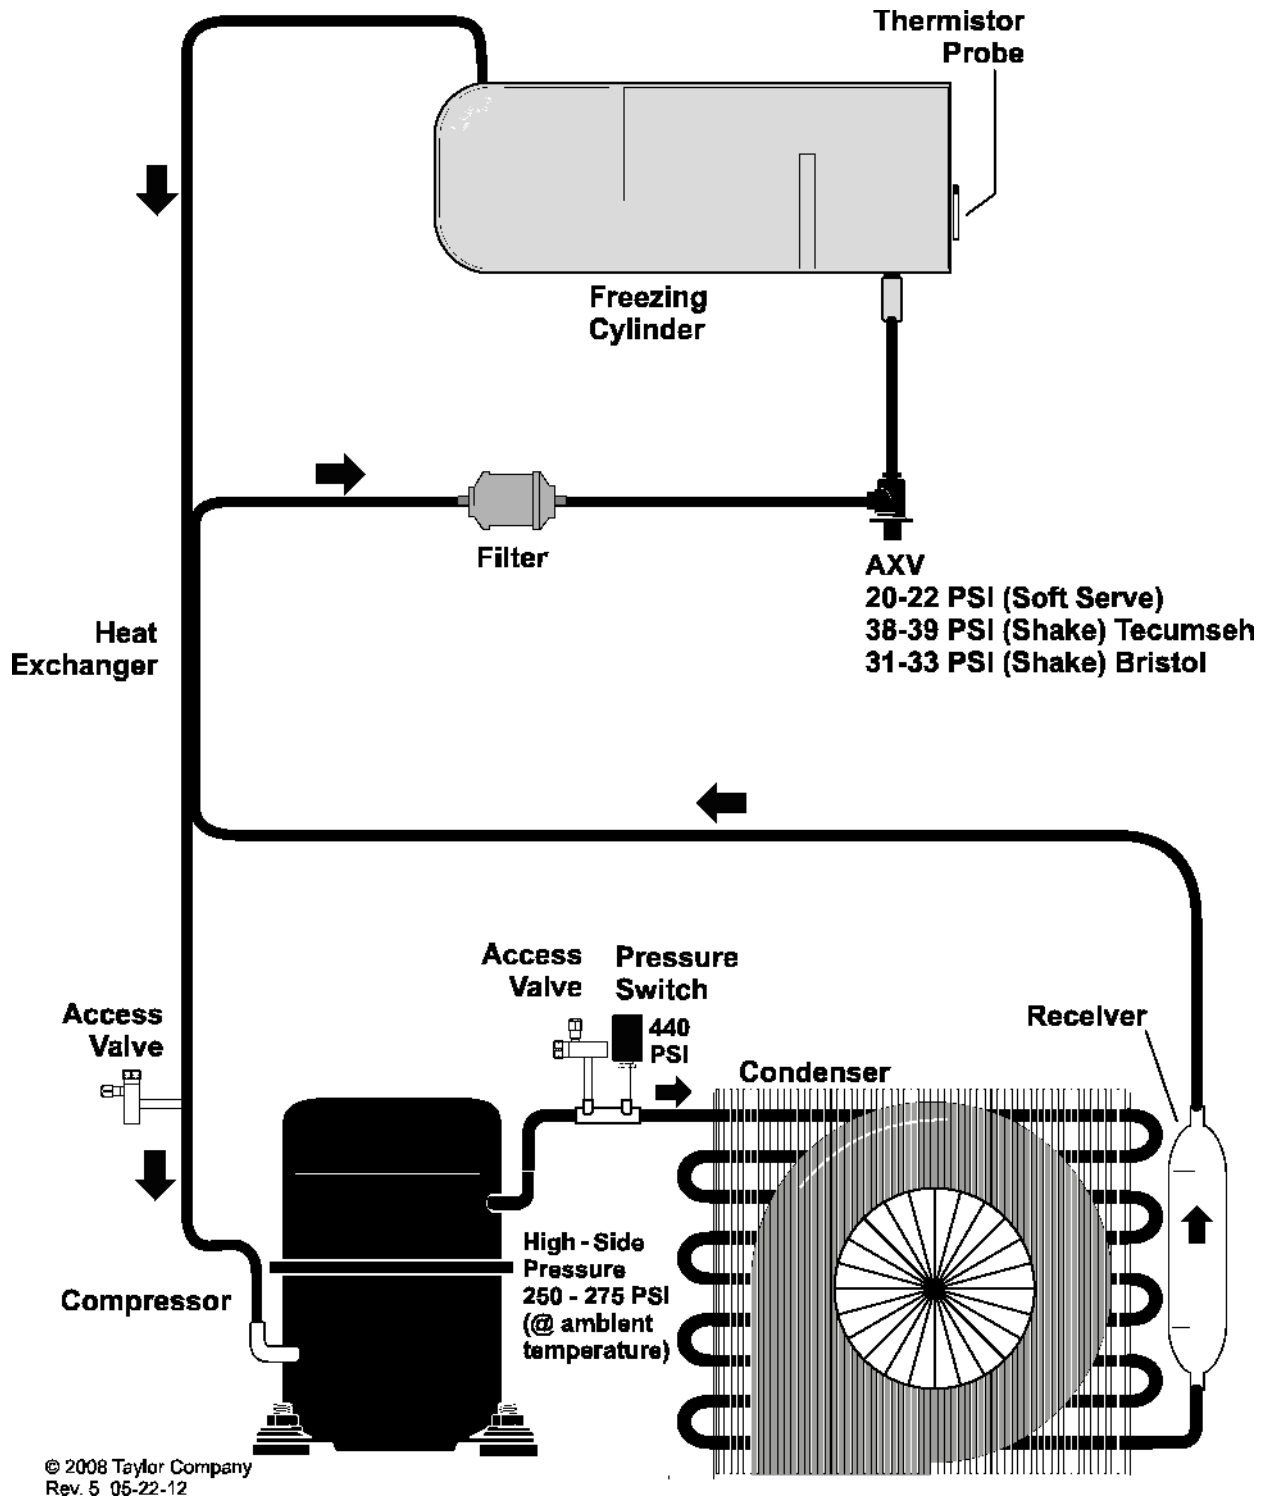 Thermistor
Probe
Freezing
Cylinder
Filter
AXV
20-22 PSI (Soft Serve)
38-39 PSI (Shake) Tecumseh
31-33 PSI (Shake) Bristol
Heat
Exchanger
Access
Valve
Pressure
Switch
440
PSI
Access
Valve
Receiver
Condenser
High - Side
Pressure
250 - 275 PSI
(@ ambient
temperature)
Compressor
© 2008 Taylor Company
Rev. 5 05-22-12